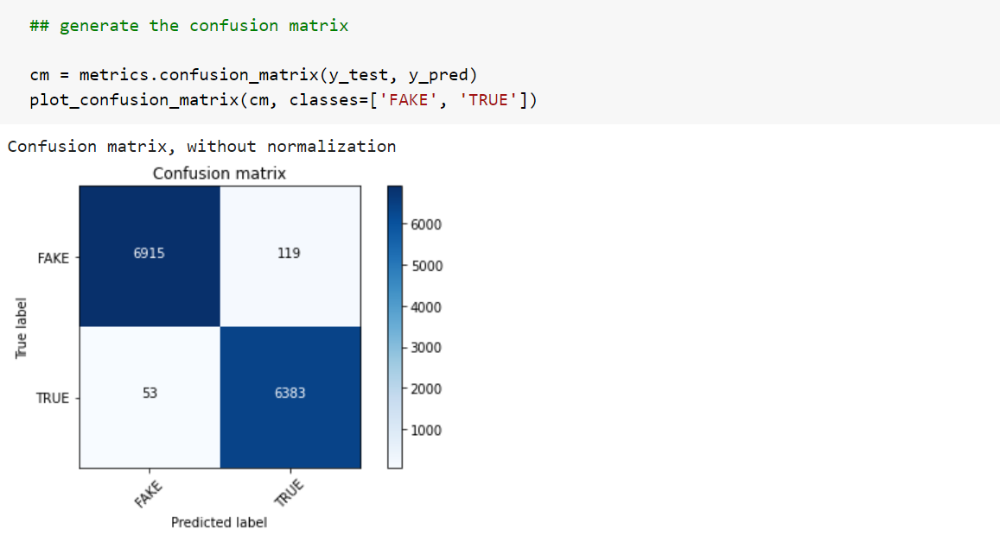 ## generate the confusion matrix
cm = metrics.confusion_matrix(y_test, y_pred)
plot_confusion_matrix(cm, classes=['FAKE', 'TRUE'])
Confusion matrix, without normalization
Confusion matrix
FAKE
6915
119
TRUE
53
6383
True label
FAKE
TRUE
Predicted label
6000
5000
4000
3000
2000
1000